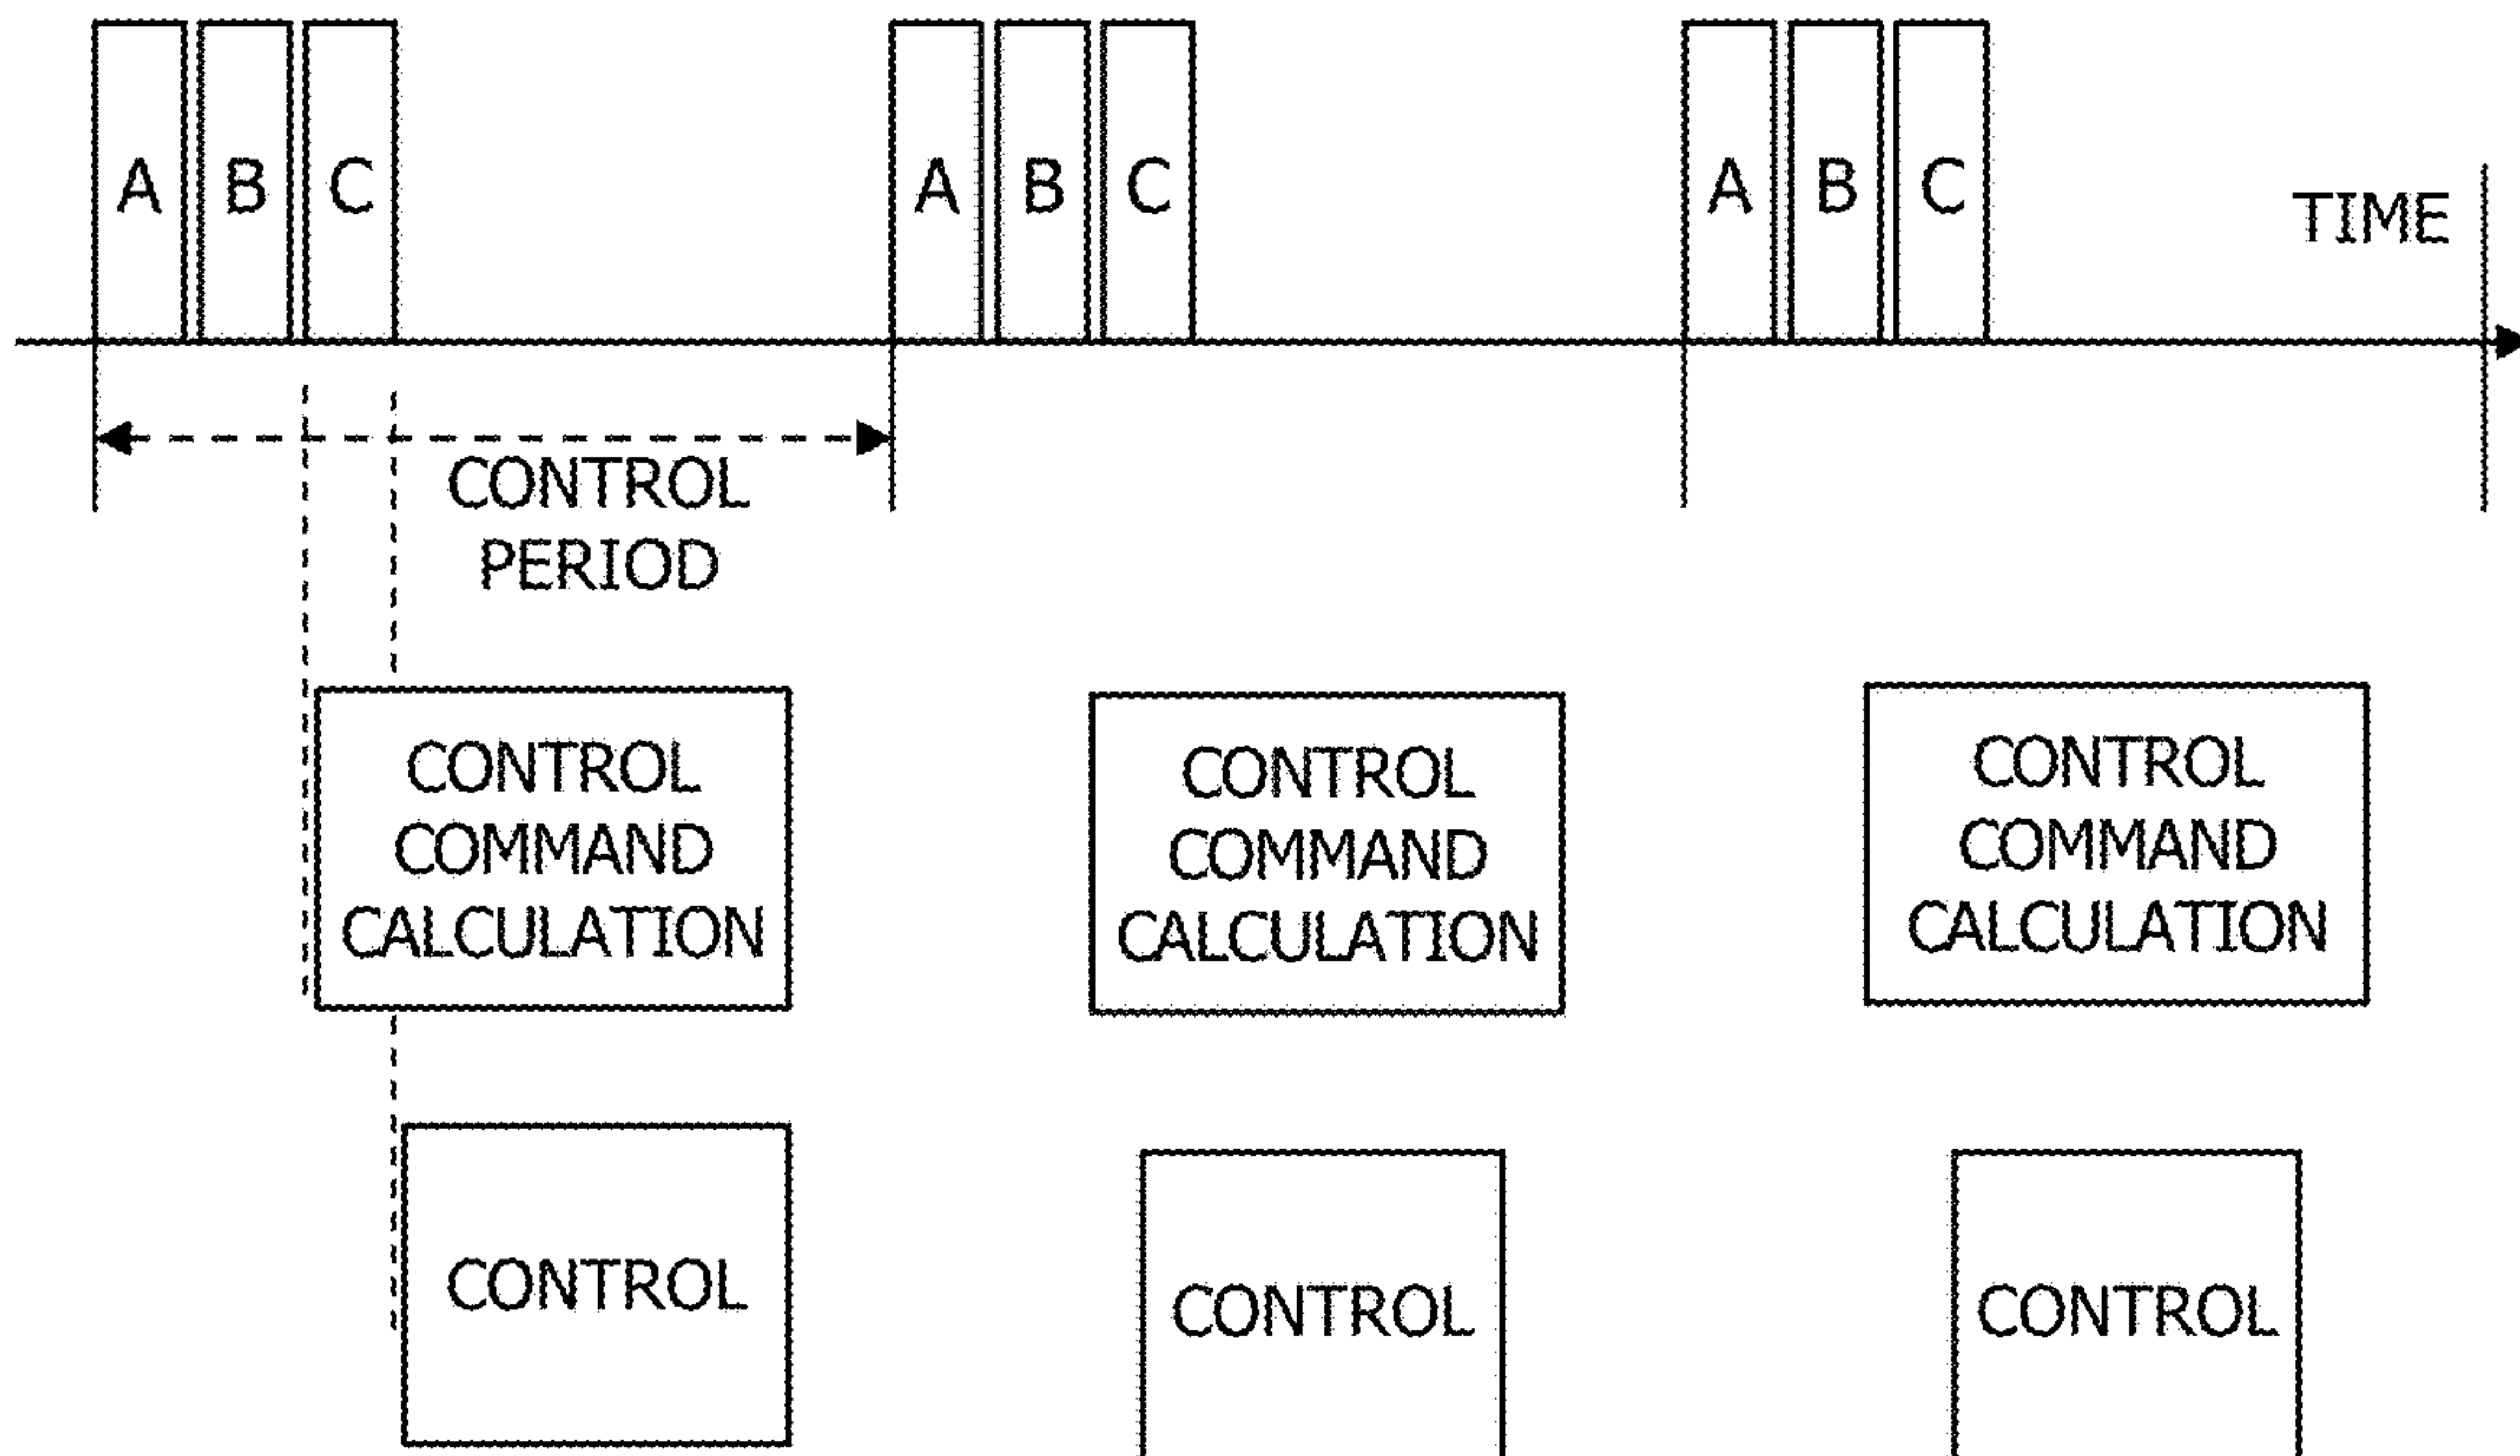 A B C A B C A B C
TIME
CONTROL
PERIOD
CONTROL
COMMAND
CALCULATION
CONTROL
COMMAND
CALCULATION
CONTROL
COMMAND
CALCULATION
CONTROL
CONTROL
CONTROL